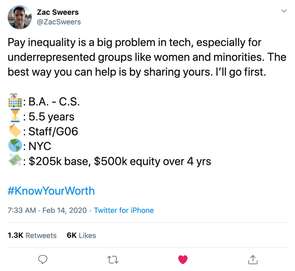 Zac Sweers
@ZacSweers
Pay inequality is a big problem in tech, especially for
underrepresented groups like women and minorities. The
best way you can help is by sharing yours. I'll go first.
: B.A. - C.S.
: 5.5 years
: Staff/G06
: NYC
: $205k base, $500k equity over 4 yrs
#KnowYourWorth
7:33 AM · Feb 14, 2020 · Twitter for iPhone
1.3K Retweets 6K Likes